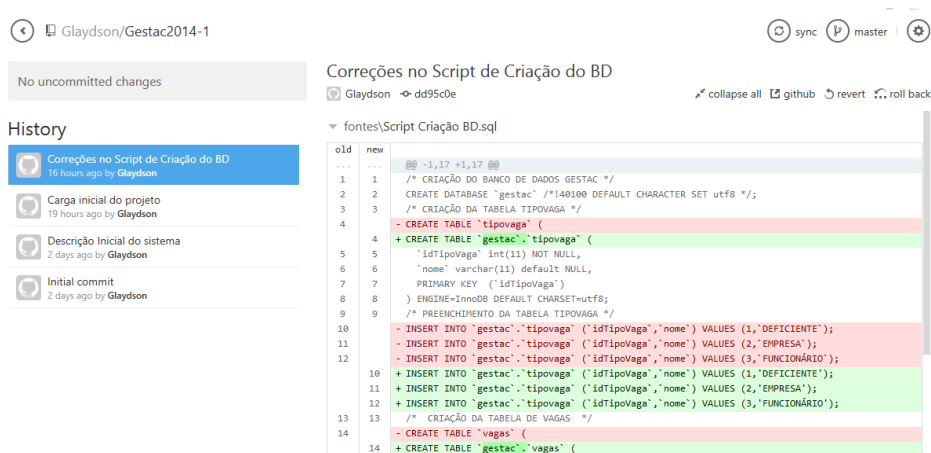 Glaydson/Gestac2014-1
sync
master
No uncommitted changes
History
Correções no Script de Criação do BD
16 hours ago by Glaydson
Carga inicial do projeto
19 hours ago by Glaydson
Descrição Inicial do sistema
2 days ago by Glaydson
Initial commit
2 days ago by Glaydson
Correções no Script de Criação do BD
Glaydson dd95c0e
collapse all github revert roll back
fontes\Script Criação BD.sql
old new
... ... @@ -1,17 +1,17 @@
1 1 /* CRIAÇÃO DO BANCO DE DADOS GESTAC */
2 2 CREATE DATABASE `gestac` /*!40100 DEFAULT CHARACTER SET utf8 */;
3 3 /* CRIAÇÃO DA TABELA TIPOVAGA */
4 - CREATE TABLE `tipovaga` (
4 + CREATE TABLE `gestac`.`tipovaga` (
5 5 `idTipoVaga` int(11) NOT NULL,
6 6 `nome` varchar(11) default NULL,
7 7 PRIMARY KEY (`idTipoVaga`)
8 8 ) ENGINE=InnoDB DEFAULT CHARSET=utf8;
9 9 /* PREENCHIMENTO DA TABELA TIPOVAGA */
10 - INSERT INTO `gestac`.`tipovaga` (`idTipoVaga`,`nome`) VALUES (1,`DEFICIENTE`);
11 - INSERT INTO `gestac`.`tipovaga` (`idTipoVaga`,`nome`) VALUES (2,`EMPRESA`);
12 - INSERT INTO `gestac`.`tipovaga` (`idTipoVaga`,`nome`) VALUES (3,`FUNCIONÁRIO`);
10 + INSERT INTO `gestac`.`tipovaga` (`idTipoVaga`,`nome`) VALUES (1,'DEFICIENTE');
11 + INSERT INTO `gestac`.`tipovaga` (`idTipoVaga`,`nome`) VALUES (2,'EMPRESA');
12 + INSERT INTO `gestac`.`tipovaga` (`idTipoVaga`,`nome`) VALUES (3,'FUNCIONÁRIO');
13 13 /* CRIAÇÃO DA TABELA DE VAGAS */
14 - CREATE TABLE `vagas` (
14 + CREATE TABLE `gestac`.`vagas` (